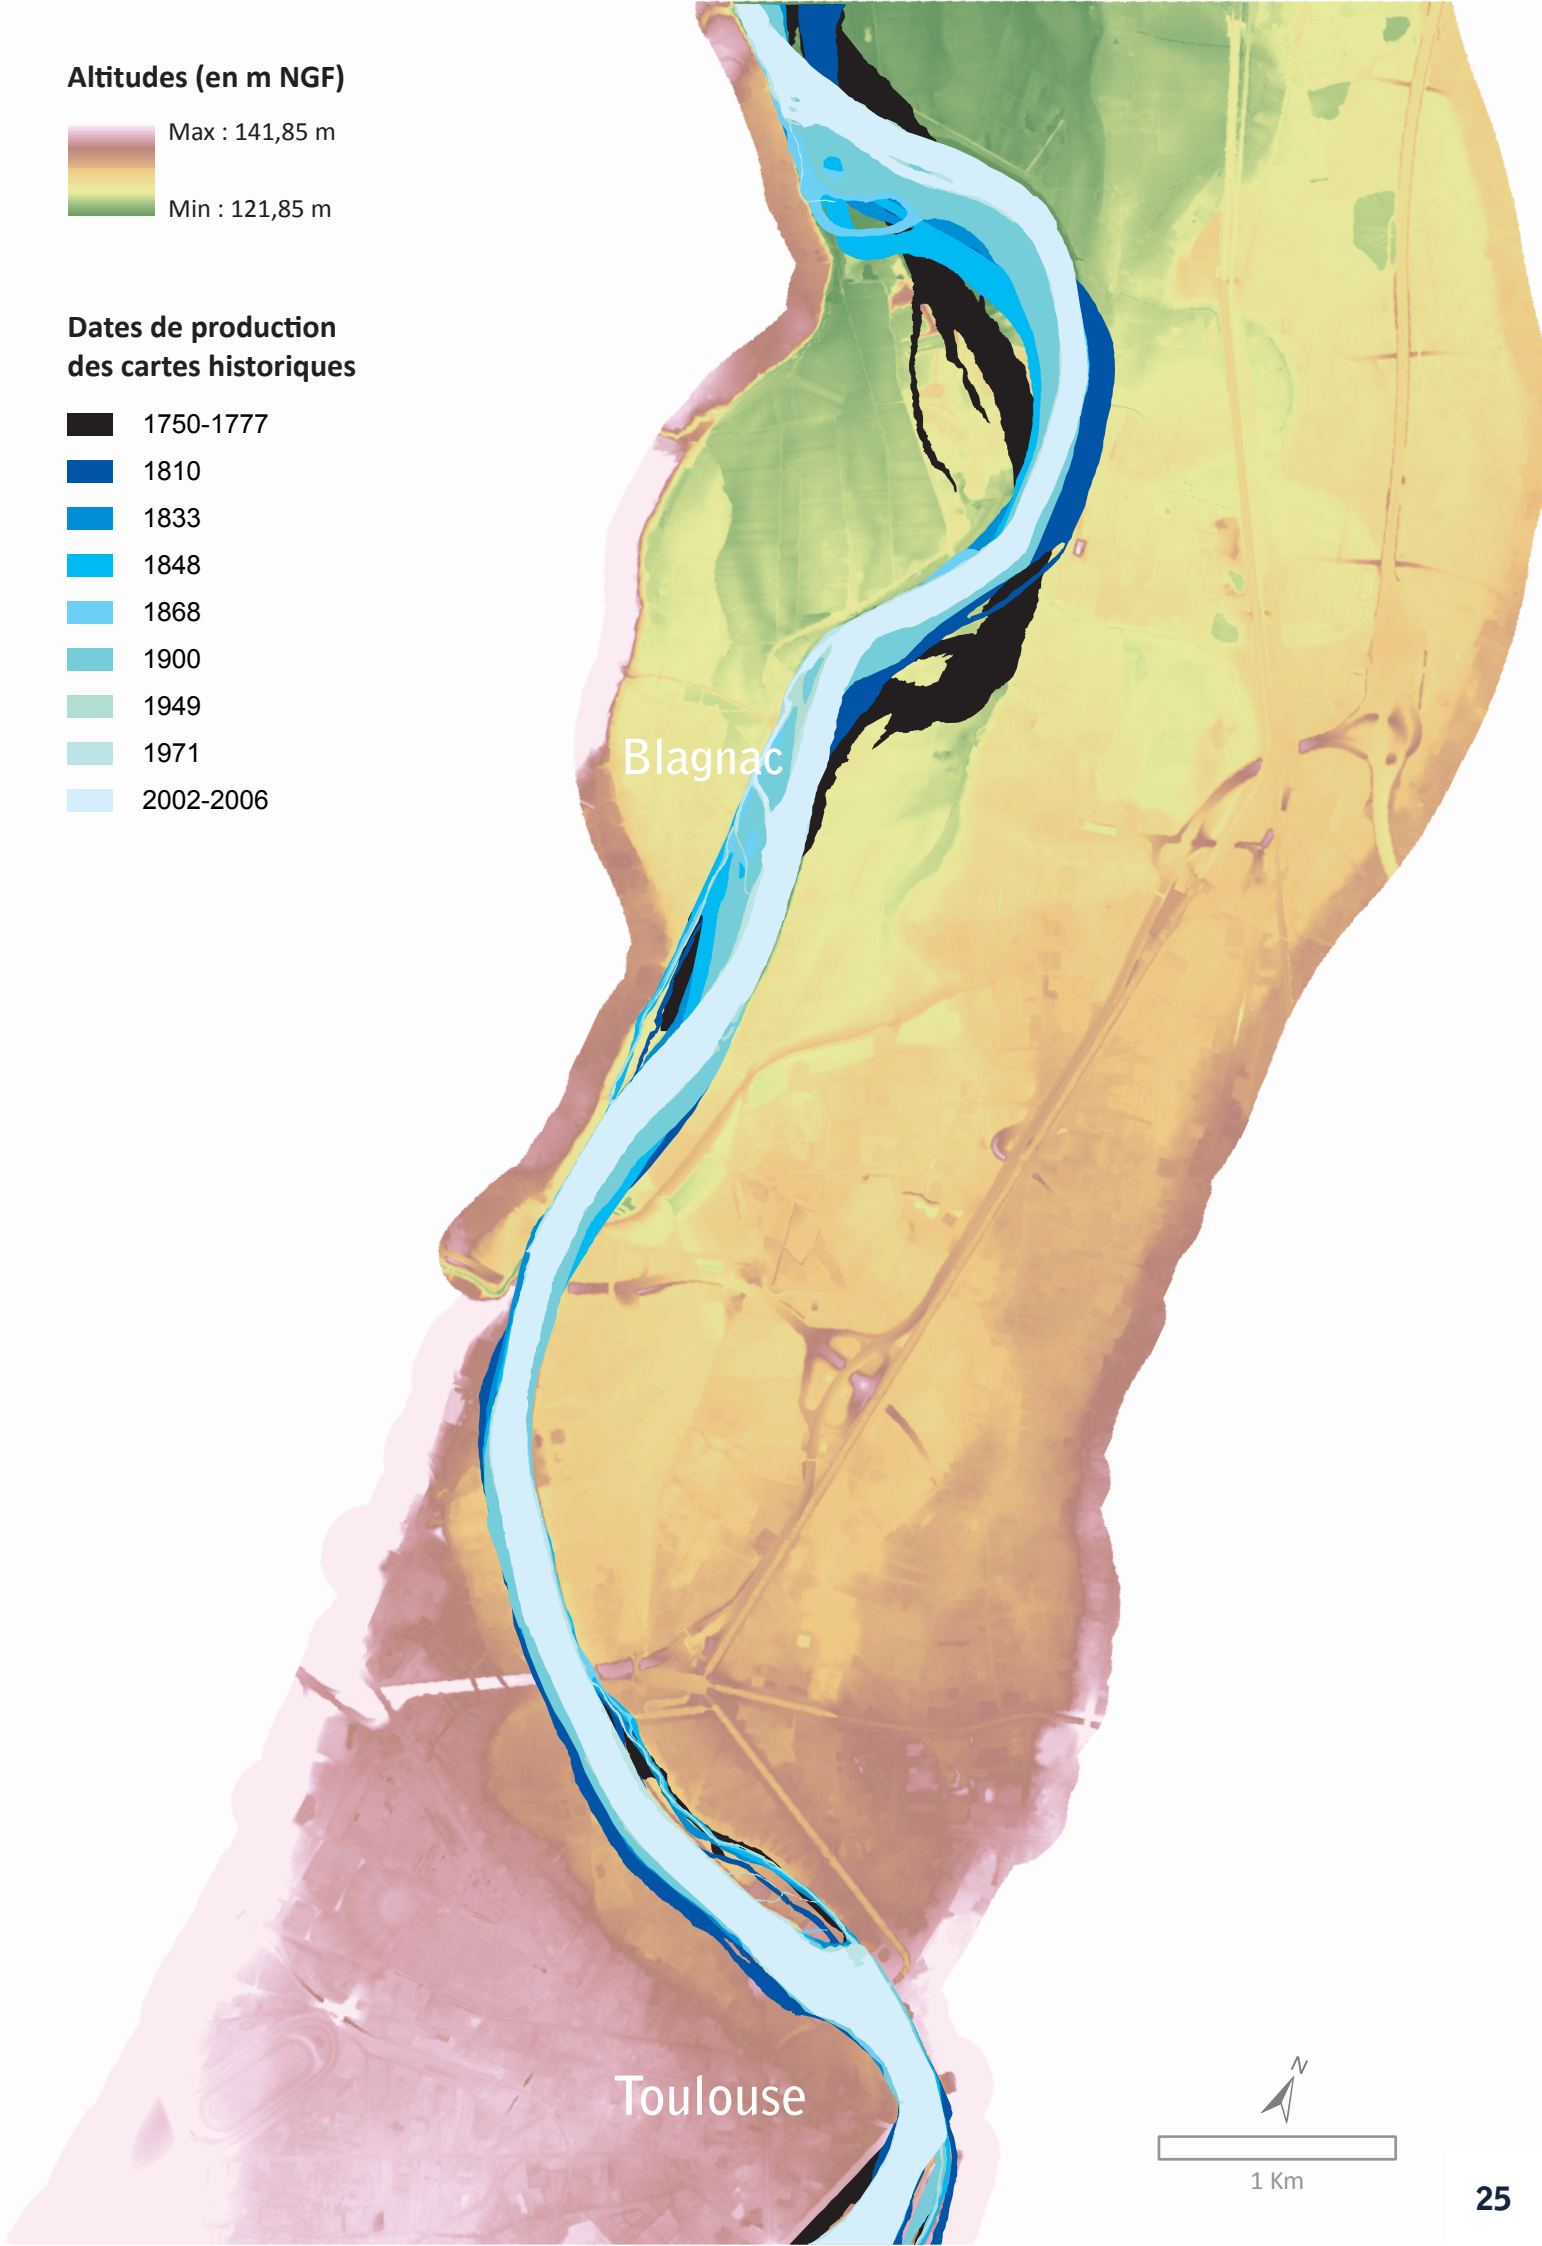 Altitudes (en m NGF)
Max : 141,85 m
Min : 121,85 m
Dates de production
des cartes historiques
1750-1777
1810
1833
1848
1868
1900
1949
1971
2002-2006
Blagnac
Toulouse
N
1 Km
25